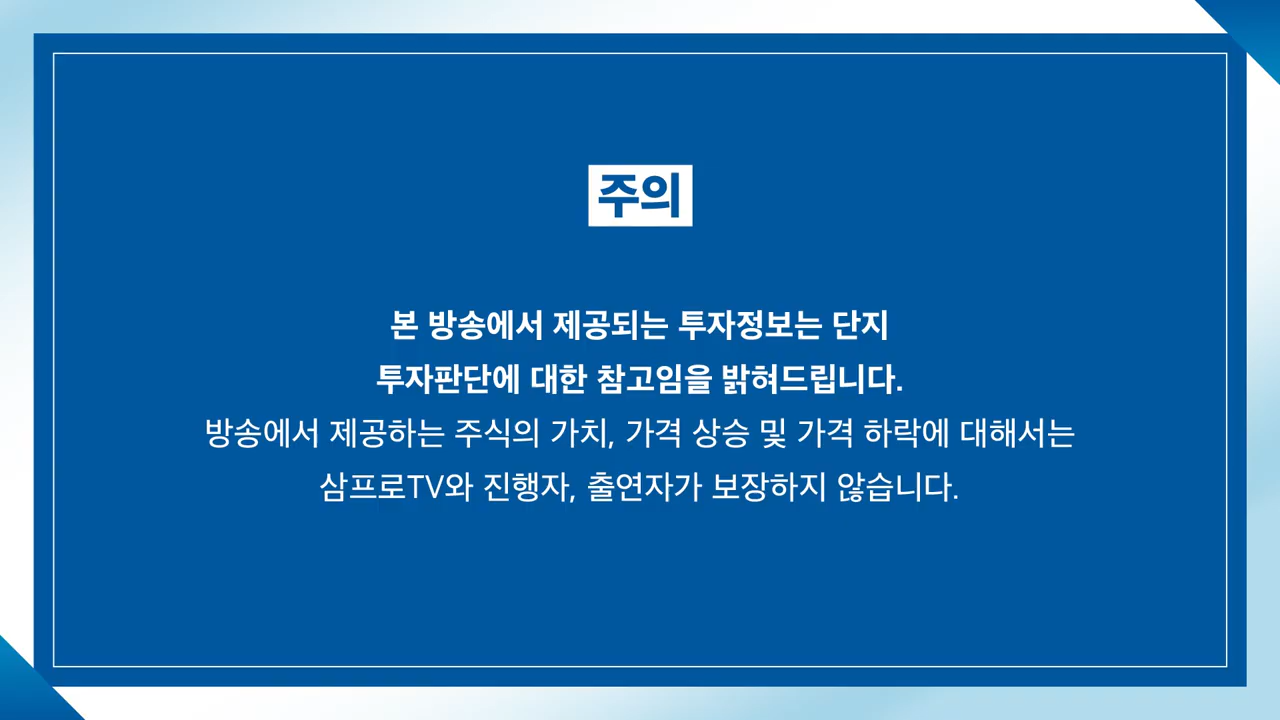 주의
본 방송에서 제공되는 투자정보는 단지
투자판단에 대한 참고임을 밝혀드립니다.
방송에서 제공하는 주식의 가치, 가격 상승 및 가격 하락에 대해서는
삼프로TV와 진행자, 출연자가 보장하지 않습니다.